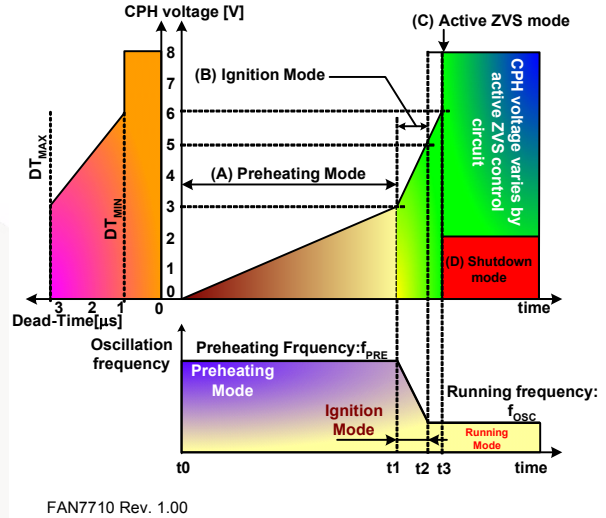 CPH voltage [V]
(C) Active ZVS mode
8
7
(B) Ignition Mode
6
5
4
(A) Preheating Mode
3
2
1
0
DT_MAX
DT_MIN
CPH voltage varies by
active ZVS control
circuit
(D) Shutdown
mode
3 2 1 0
Dead-Time[µs]
time
Oscillation
frequency
Preheating Frquency:f_PRE
Preheating
Mode
Running frequency:
f_OSC
Ignition
Mode
Running
Mode
t0 t1 t2 t3 time
FAN7710 Rev. 1.00